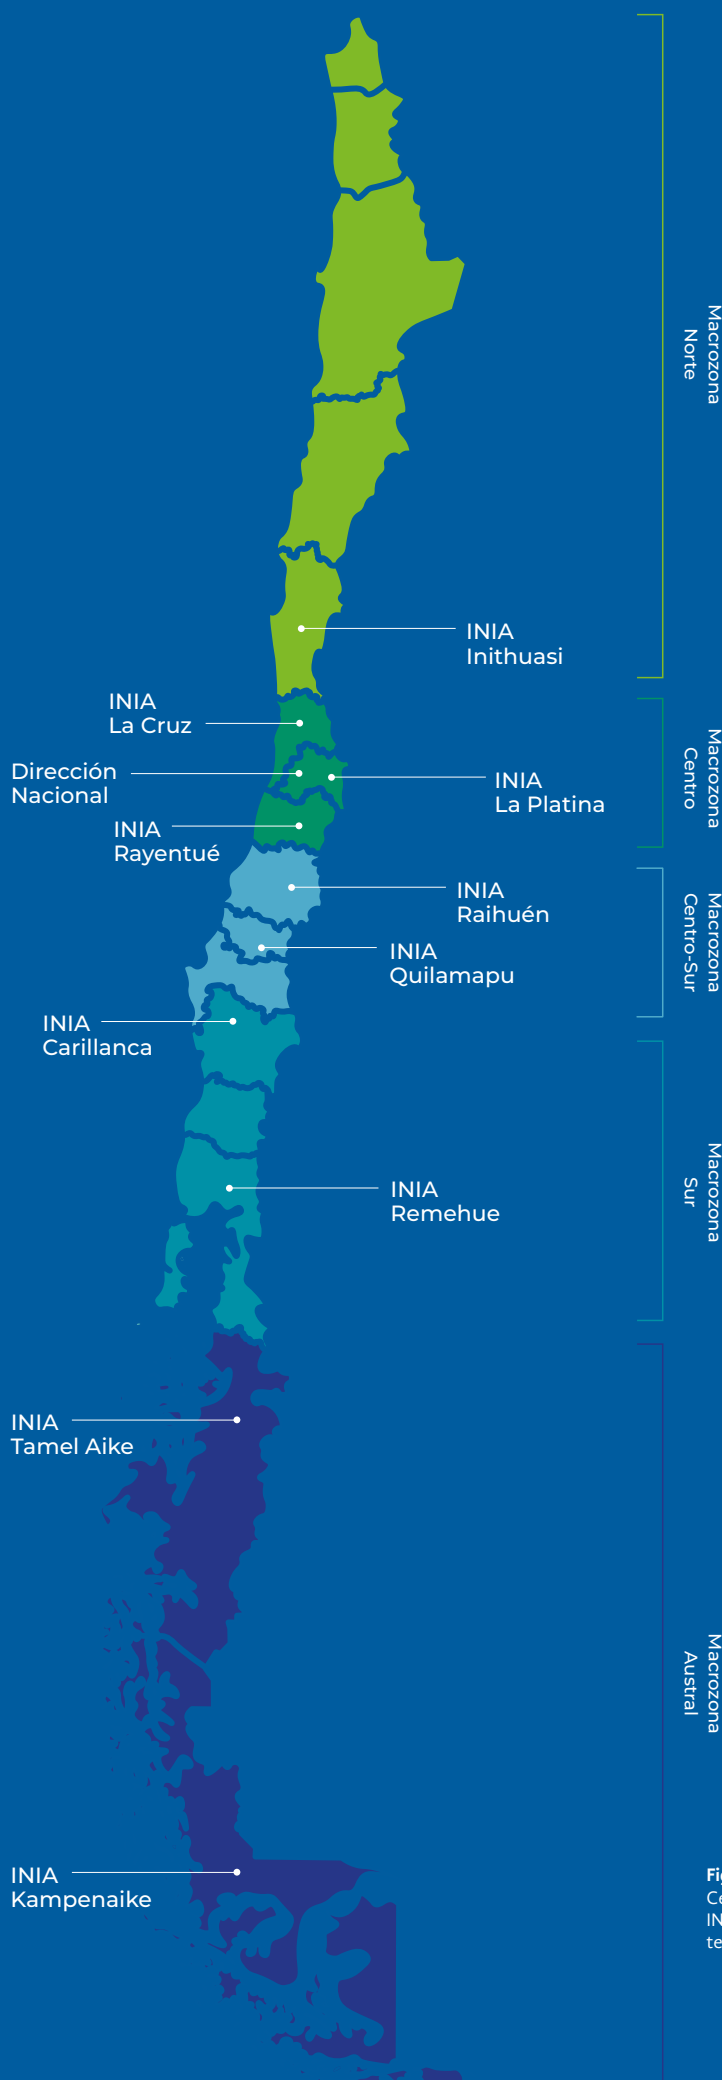 Macrozona
Norte
INIA
Inithuasi
INIA
La Cruz
Dirección
Nacional
INIA
La Platina
INIA
Rayentué
Macrozona
Centro
INIA
Raihuén
INIA
Quilamapu
Macrozona
Centro-Sur
INIA
Carillanca
INIA
Remehue
Macrozona
Sur
INIA
Tamel Aike
Macrozona
Austral
INIA
Kampenaike